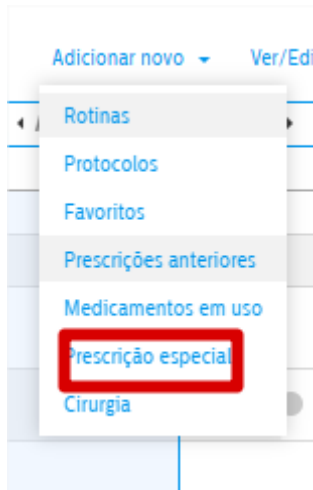 Adicionar novo Ver/Edi
Rotinas
Protocolos
Favoritos
Prescrições anteriores
Medicamentos em uso
Prescrição especial
Cirurgia